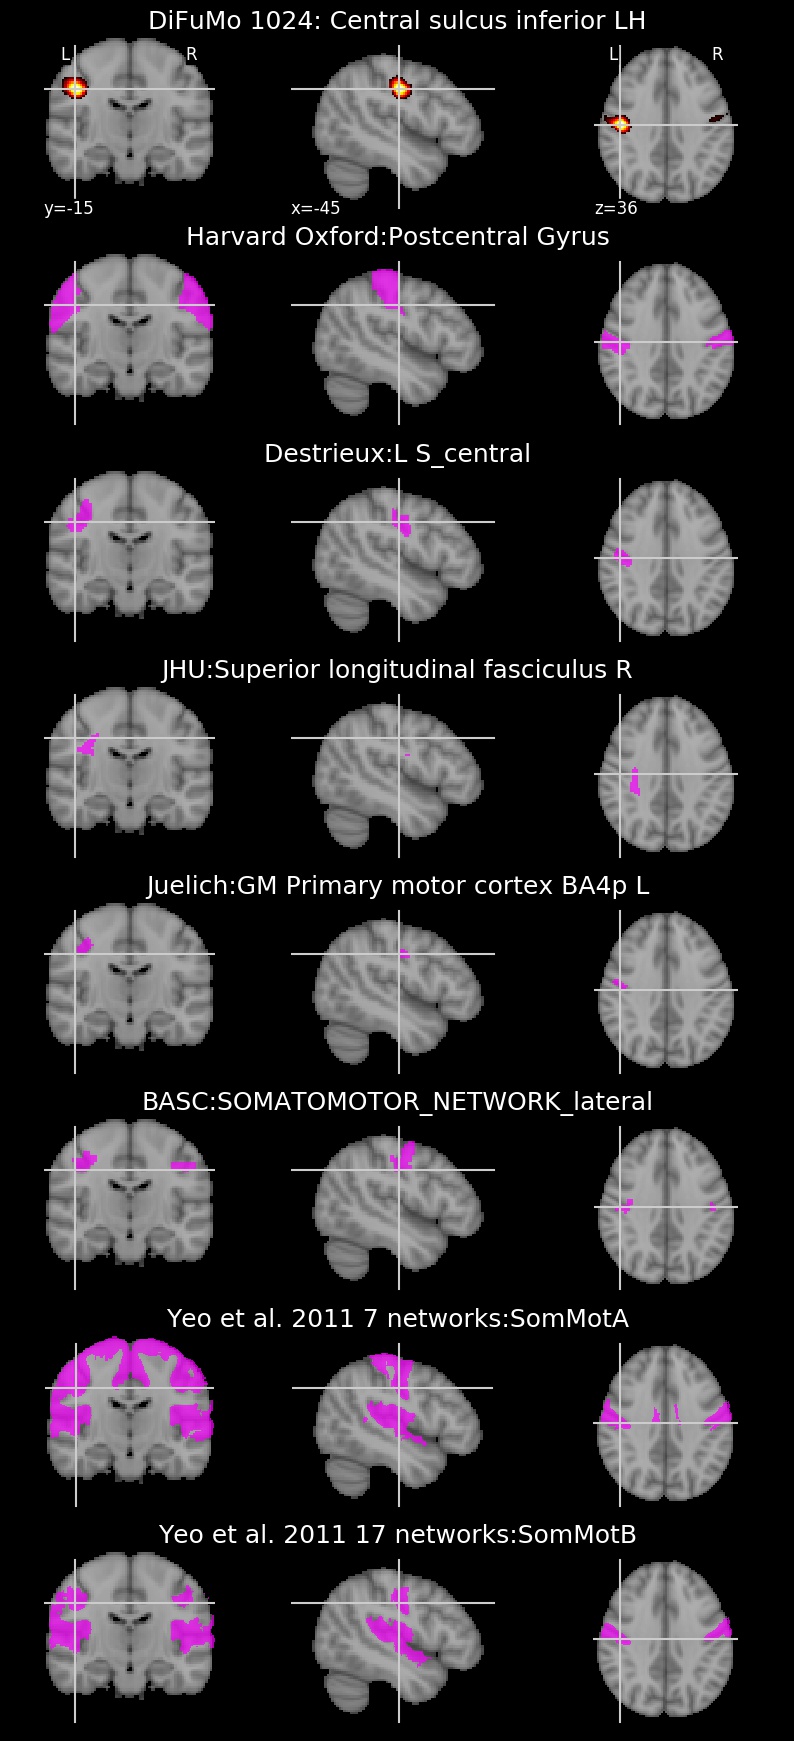 DiFuMo 1024: Central sulcus inferior LH
L R L R
y=-15 x=-45 z=36
Harvard Oxford:Postcentral Gyrus
Destrieux:L S_central
JHU:Superior longitudinal fasciculus R
Juelich:GM Primary motor cortex BA4p L
BASC:SOMATOMOTOR_NETWORK_lateral
Yeo et al. 2011 7 networks:SomMotA
Yeo et al. 2011 17 networks:SomMotB